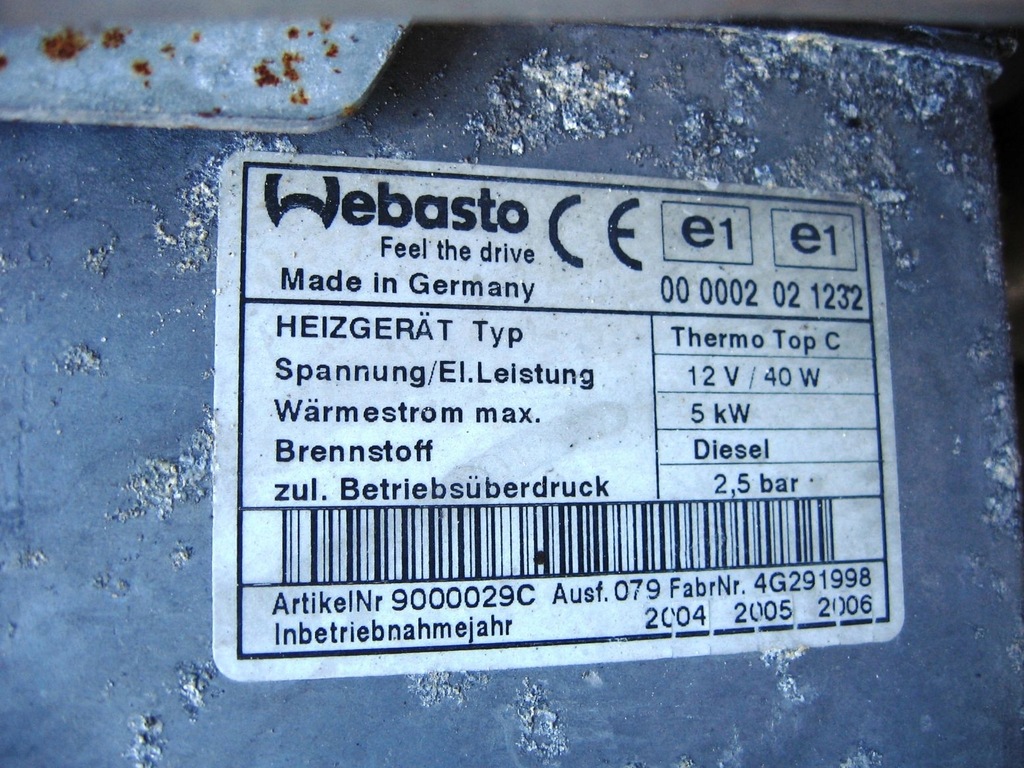 Webasto
Feel the drive
Made in Germany
CE e1 e1
00 0002 02 1232
HEIZGERÄT Typ Thermo Top C
Spannung/El.Leistung 12 V / 40 W
Wärmestrom max. 5 kW
Brennstoff Diesel
zul. Betriebsüberdruck 2,5 bar
ArtikelNr 9000029C Ausf. 079 FabrNr. 4G291998
Inbetriebnahmejahr 2004 2005 2006